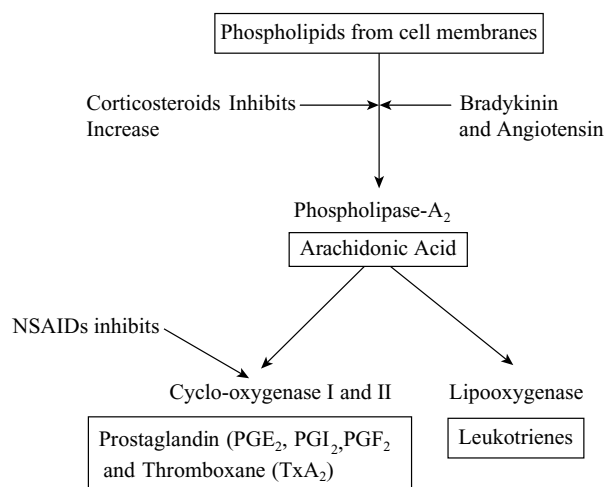 Phospholipids from cell membranes
Corticosteroids Inhibits
Increase
Bradykinin
and Angiotensin
Phospholipase-A₂
Arachidonic Acid
NSAIDs inhibits
Cyclo-oxygenase I and II
Lipooxygenase
Prostaglandin (PGE₂, PGI₂,PGF₂
and Thromboxane (TxA₂)
Leukotrienes